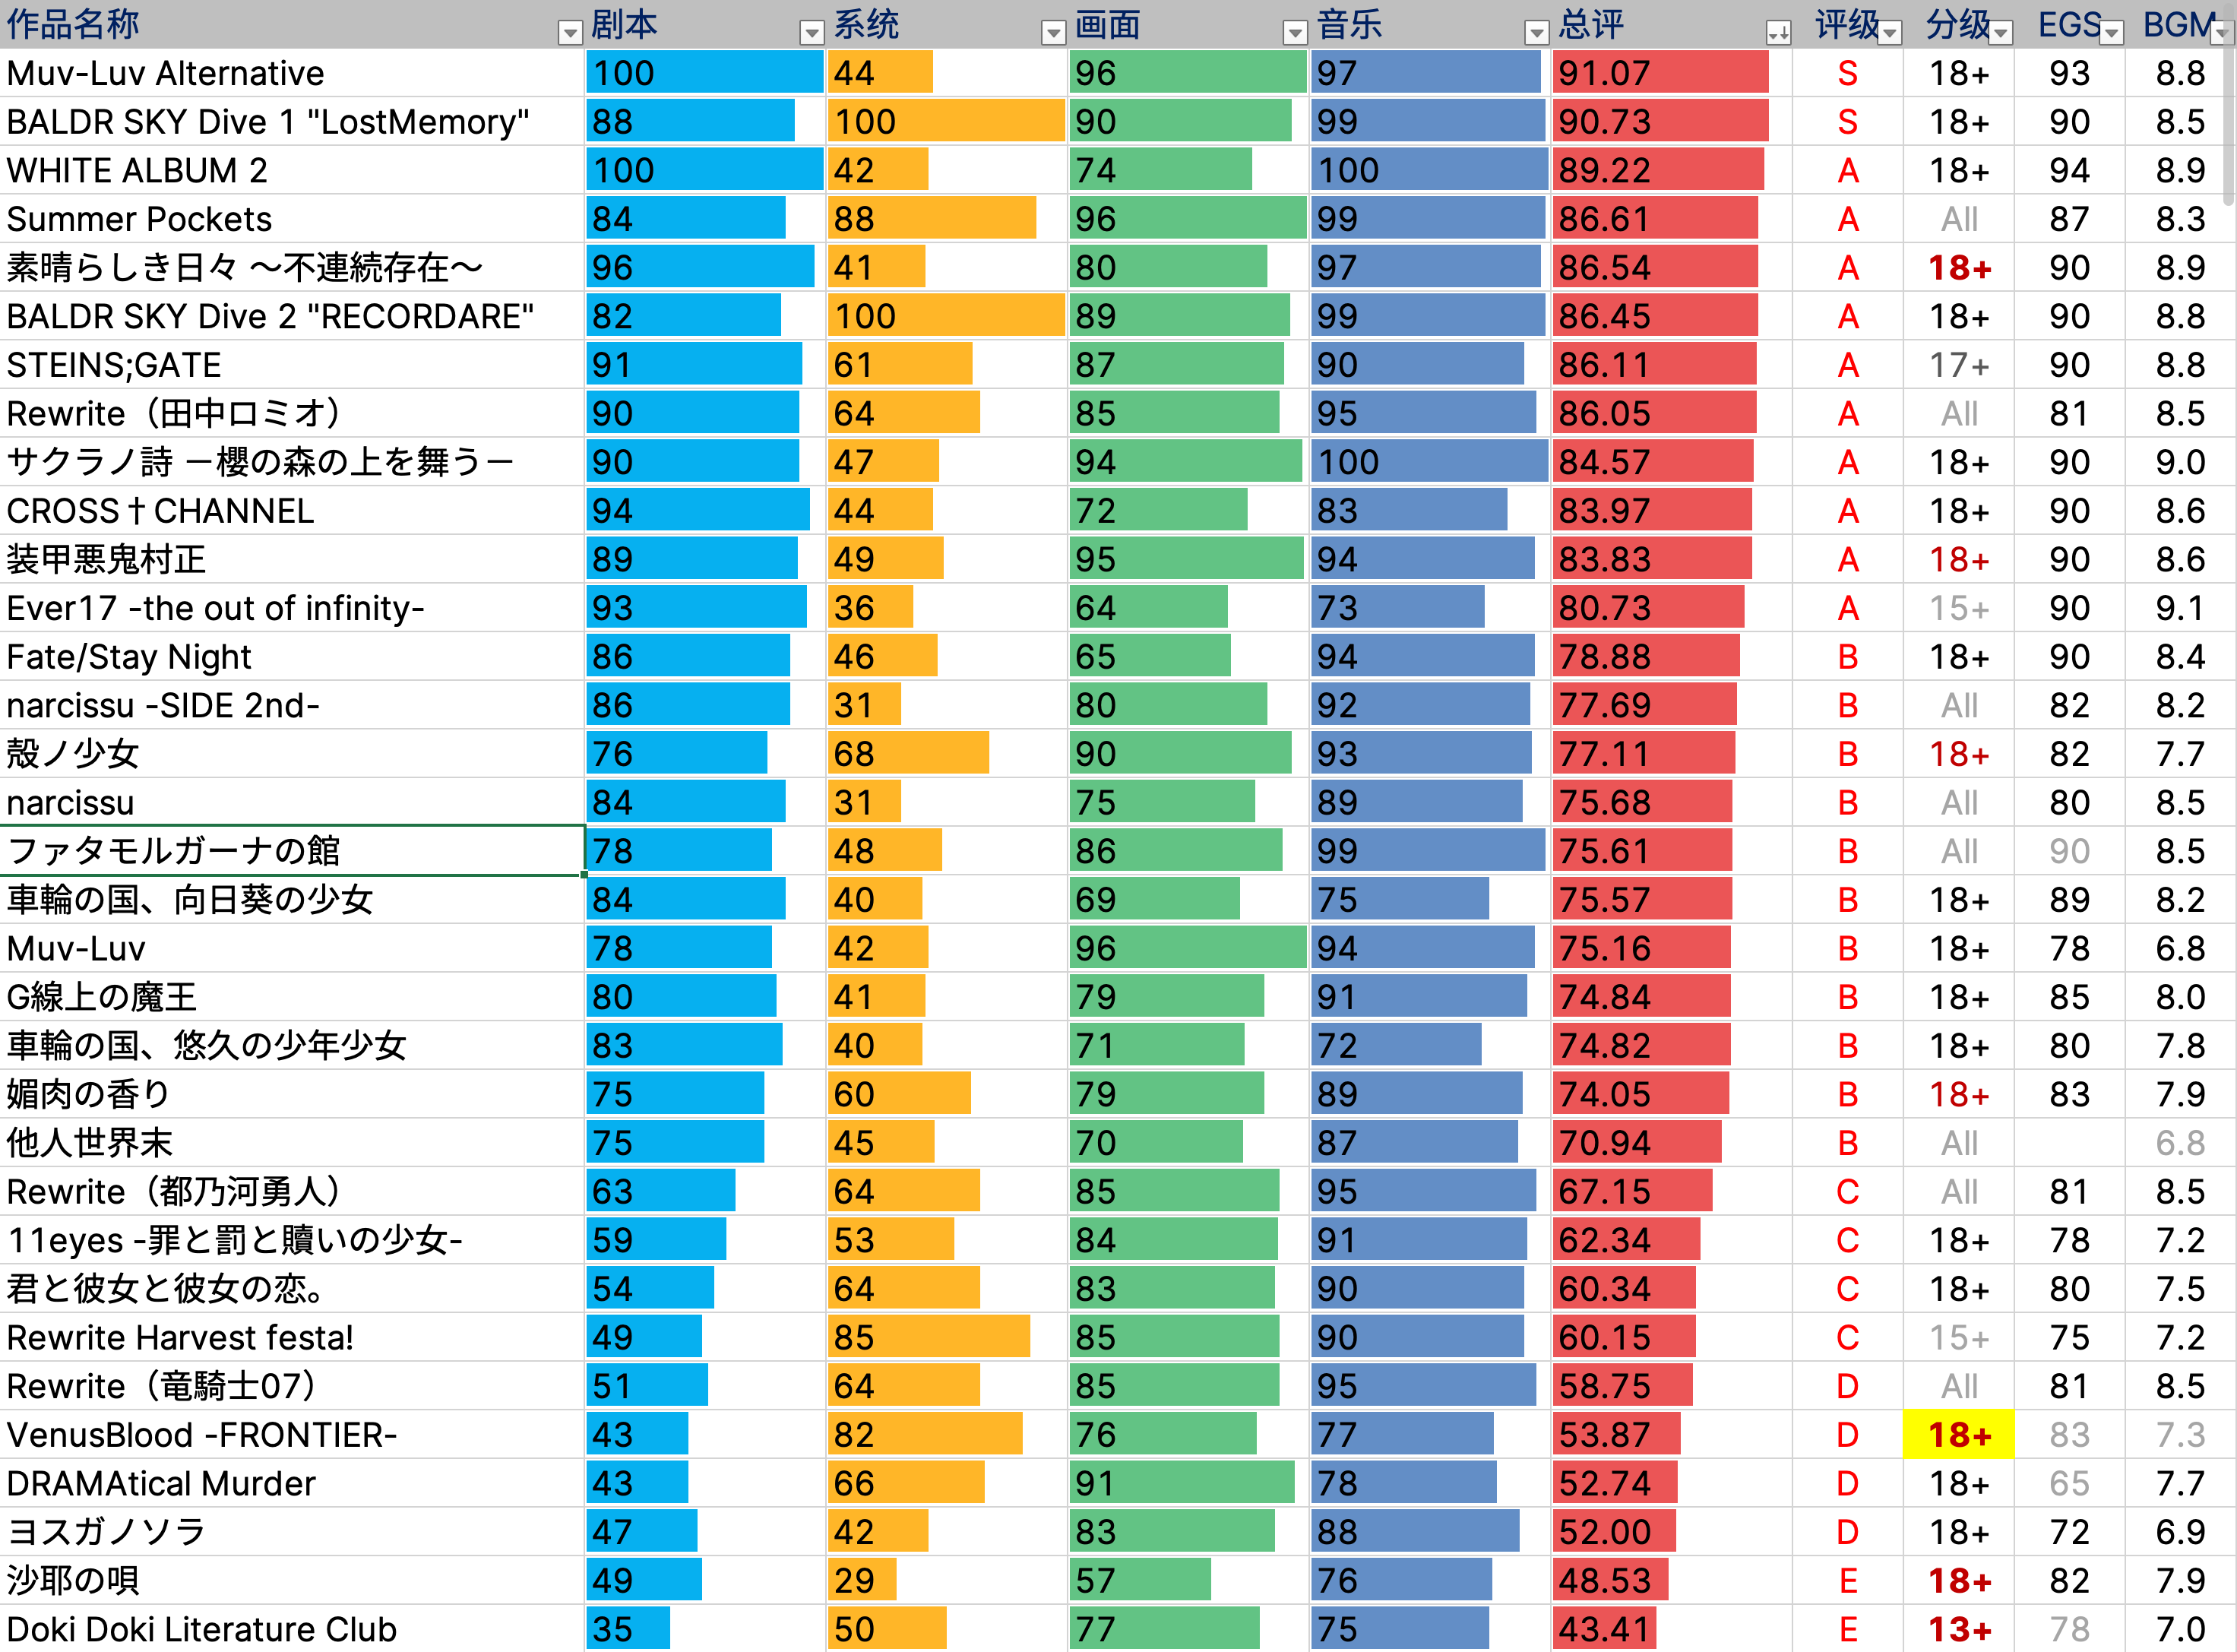 作品名称 剧本 系统 画面 音乐 总评 评级 分级 EGS BGM
Muv-Luv Alternative 100 44 96 97 91.07 S 18+ 93 8.8
BALDR SKY Dive 1 "LostMemory" 88 100 90 99 90.73 S 18+ 90 8.5
WHITE ALBUM 2 100 42 74 100 89.22 A 18+ 94 8.9
Summer Pockets 84 88 96 99 86.61 A All 87 8.3
素晴らしき日々 ～不連続存在～ 96 41 80 97 86.54 A 18+ 90 8.9
BALDR SKY Dive 2 "RECORDARE" 82 100 89 99 86.45 A 18+ 90 8.8
STEINS;GATE 91 61 87 90 86.11 A 17+ 90 8.8
Rewrite（田中ロミオ） 90 64 85 95 86.05 A All 81 8.5
サクラノ詩 －櫻の森の上を舞う－ 90 47 94 100 84.57 A 18+ 90 9.0
CROSS†CHANNEL 94 44 72 83 83.97 A 18+ 90 8.6
装甲悪鬼村正 89 49 95 94 83.83 A 18+ 90 8.6
Ever17 -the out of infinity- 93 36 64 73 80.73 A 15+ 90 9.1
Fate/Stay Night 86 46 65 94 78.88 B 18+ 90 8.4
narcissu -SIDE 2nd- 86 31 80 92 77.69 B All 82 8.2
殻ノ少女 76 68 90 93 77.11 B 18+ 82 7.7
narcissu 84 31 75 89 75.68 B All 80 8.5
ファタモルガーナの館 78 48 86 99 75.61 B All 90 8.5
車輪の国、向日葵の少女 84 40 69 75 75.57 B 18+ 89 8.2
Muv-Luv 78 42 96 94 75.16 B 18+ 78 6.8
G線上の魔王 80 41 79 91 74.84 B 18+ 85 8.0
車輪の国、悠久の少年少女 83 40 71 72 74.82 B 18+ 80 7.8
媚肉の香り 75 60 79 89 74.05 B 18+ 83 7.9
他人世界末 75 45 70 87 70.94 B All 6.8
Rewrite（都乃河勇人） 63 64 85 95 67.15 C All 81 8.5
11eyes -罪と罰と贖いの少女- 59 53 84 91 62.34 C 18+ 78 7.2
君と彼女と彼女の恋。 54 64 83 90 60.34 C 18+ 80 7.5
Rewrite Harvest festa! 49 85 85 90 60.15 C 15+ 75 7.2
Rewrite（竜騎士07） 51 64 85 95 58.75 D All 81 8.5
VenusBlood -FRONTIER- 43 82 76 77 53.87 D 18+ 83 7.3
DRAMAtical Murder 43 66 91 78 52.74 D 18+ 65 7.7
ヨスガノソラ 47 42 83 88 52.00 D 18+ 72 6.9
沙耶の唄 49 29 57 76 48.53 E 18+ 82 7.9
Doki Doki Literature Club 35 50 77 75 43.41 E 13+ 78 7.0